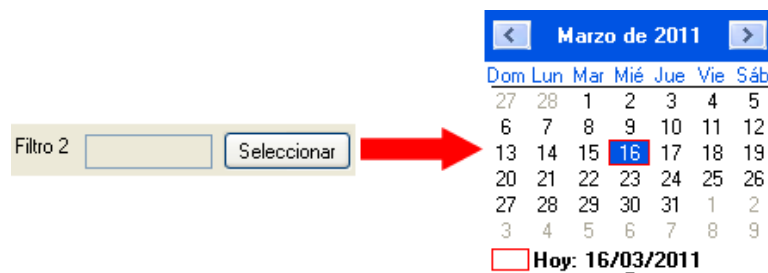 Marzo de 2011
Dom Lun Mar Mié Jue Vie Sáb
27 28 1 2 3 4 5
6 7 8 9 10 11 12
Filtro 2 Seleccionar
13 14 15 16 17 18 19
20 21 22 23 24 25 26
27 28 29 30 31 1 2
3 4 5 6 7 8 9
Hoy: 16/03/2011